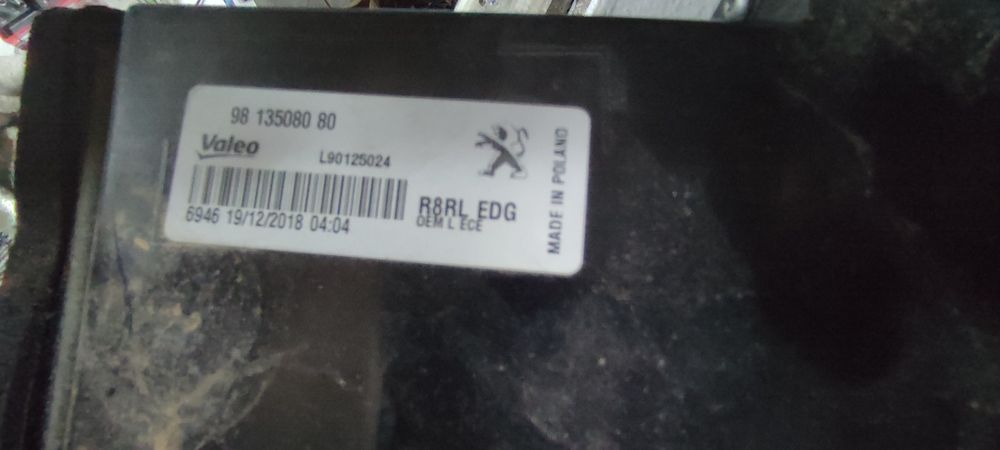 98 135080 80
Valeo
L90125024
6946 19/12/2018 04:04
R8RL EDG
OEM L ECE
MADE IN POLAND